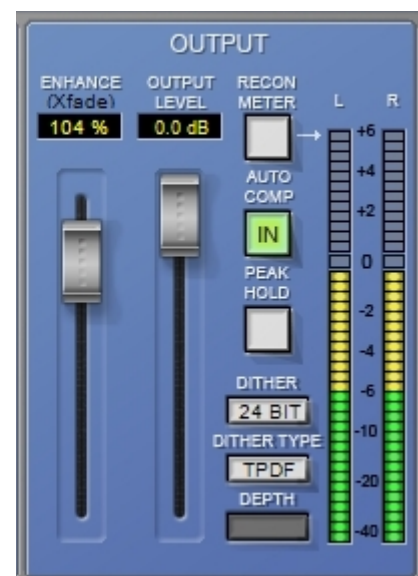 OUTPUT
ENHANCE
(Xfade)
104 %
OUTPUT
LEVEL
0.0 dB
RECON
METER
AUTO
COMP
IN
PEAK
HOLD
DITHER
24 BIT
DITHER TYPE
TPDF
DEPTH
L R
+6
+4
+2
0
-2
-4
-6
-10
-20
-40